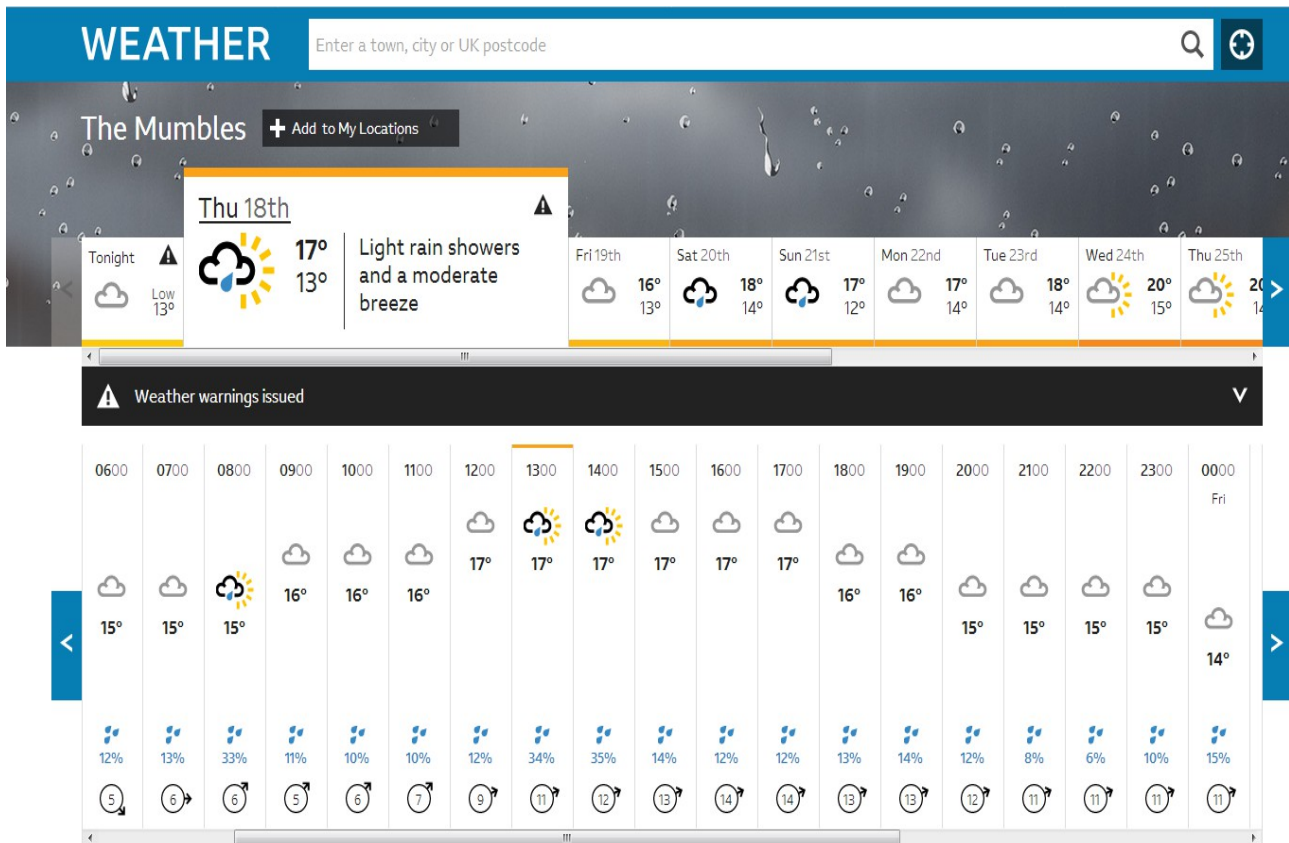 WEATHER
Enter a town, city or UK postcode
The Mumbles
+ Add to My Locations
Tonight
Low
13°
Thu 18th
17°
13°
Light rain showers
and a moderate
breeze
Fri 19th
16°
13°
Sat 20th
18°
14°
Sun 21st
17°
12°
Mon 22nd
17°
14°
Tue 23rd
18°
14°
Wed 24th
20°
15°
Thu 25th
20
14
Weather warnings issued
0600 0700 0800 0900 1000 1100 1200 1300 1400 1500 1600 1700 1800 1900 2000 2100 2200 2300 0000
Fri
15° 15° 15° 16° 16° 16° 17° 17° 17° 17° 17° 17° 16° 16° 15° 15° 15° 15° 14°
12% 13% 33% 11% 10% 10% 12% 34% 35% 14% 12% 12% 13% 14% 12% 8% 6% 10% 15%
5 6 6 5 6 7 9 11 12 13 14 14 13 13 12 11 11 11 11